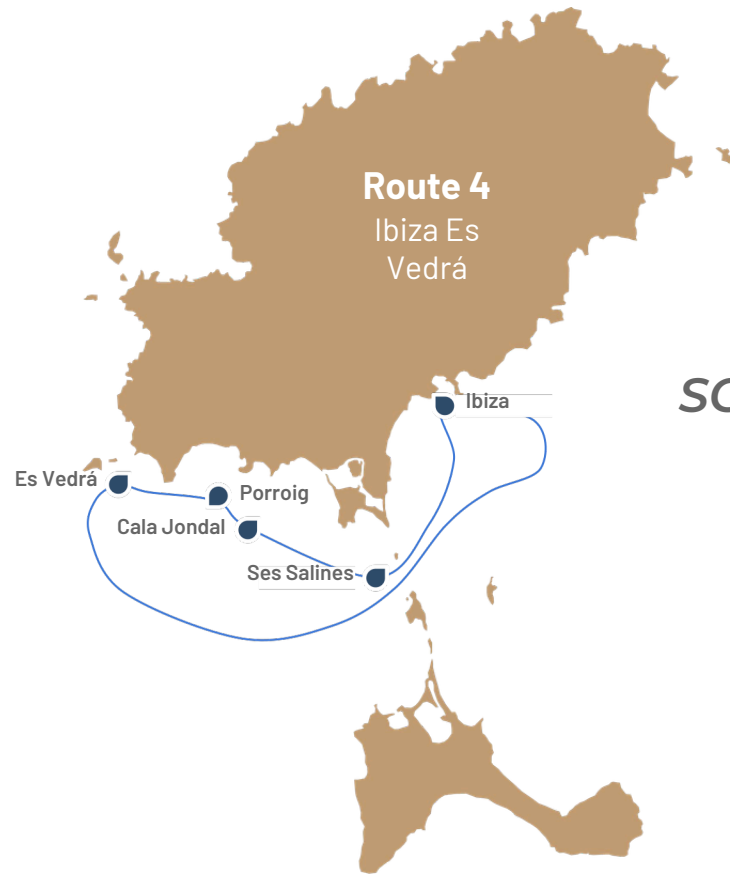 Route 4
Ibiza Es
Vedrá
Ibiza
Es Vedrá
Porroig
Cala Jondal
Ses Salines